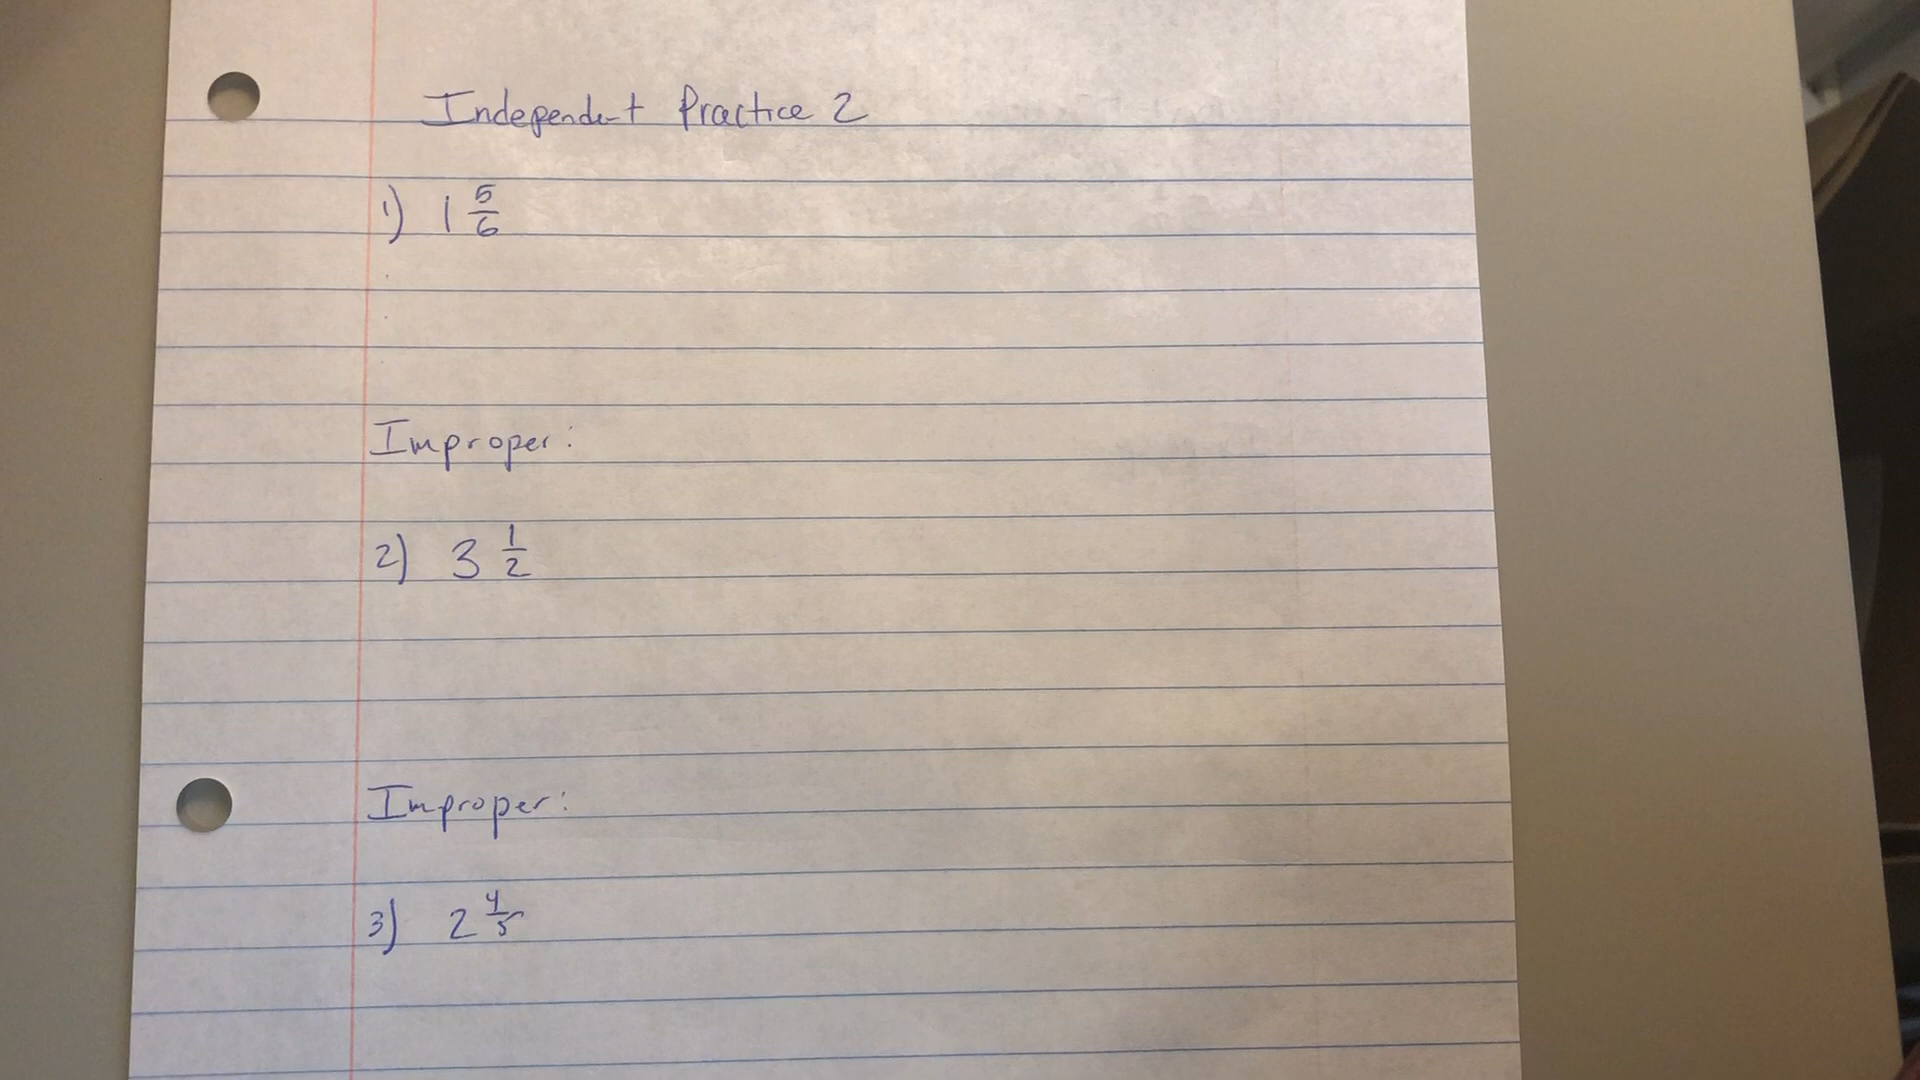 Independent Practice 2
1) 1 5/6
Improper:
2) 3 1/2
Improper:
3) 2 4/5